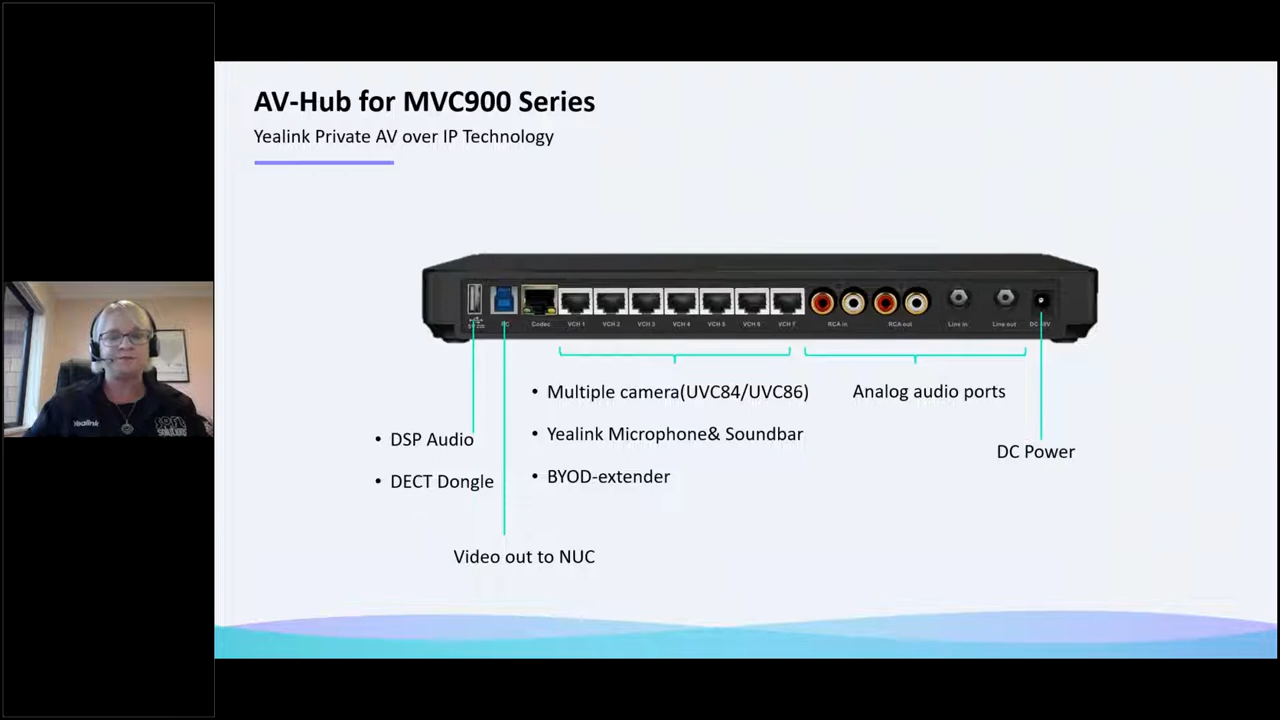 AV-Hub for MVC900 Series
Yealink Private AV over IP Technology
PC Codec VCH 1 VCH 2 VCH 3 VCH 4 VCH 5 VCH 6 VCH 7 RCA in RCA out Line in Line out
• Multiple camera(UVC84/UVC86)
Analog audio ports
• DSP Audio
• Yealink Microphone& Soundbar
DC Power
• DECT Dongle
• BYOD-extender
Video out to NUC
Yealink